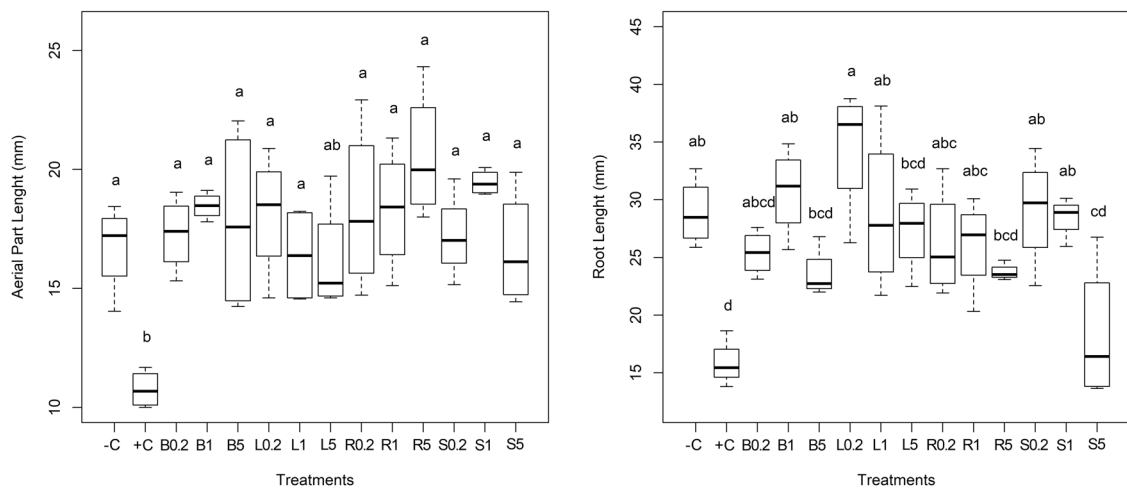 a a a a a a ab a a a a a a
b
25
20
15
10
Aerial Part Lenght (mm)
-C +C B0.2 B1 B5 L0.2 L1 L5 R0.2 R1 R5 S0.2 S1 S5
Treatments
ab d abcd ab bcd a ab bcd abc abc bcd ab ab cd
45
40
35
30
25
20
15
Root Lenght (mm)
-C +C B0.2 B1 B5 L0.2 L1 L5 R0.2 R1 R5 S0.2 S1 S5
Treatments